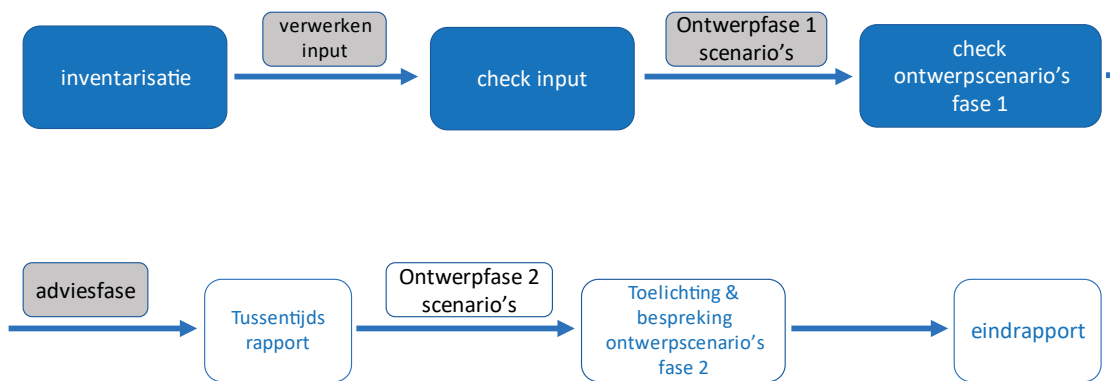 inventarisatie
verwerken
input
check input
Ontwerpfase 1
scenario's
check
ontwerpscenario's
fase 1
adviesfase
Tussentijds
rapport
Ontwerpfase 2
scenario's
Toelichting &
bespreking
ontwerpscenario's
fase 2
eindrapport